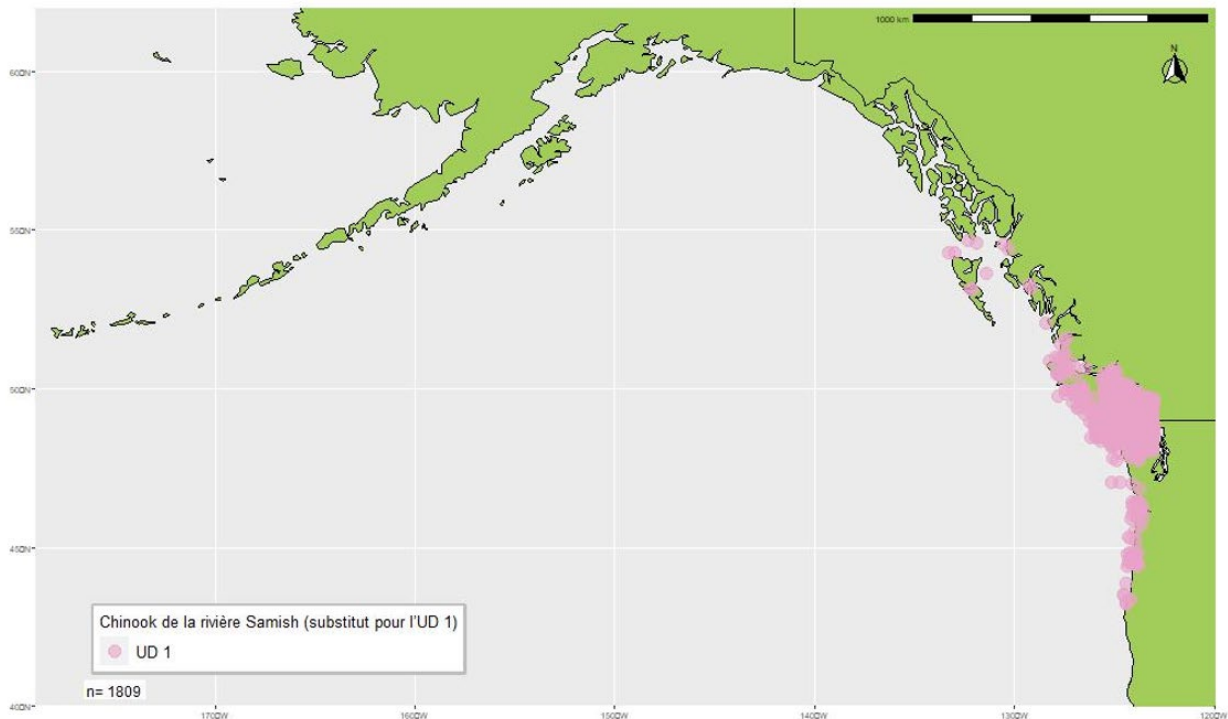 1000 km
N
60▯N
55▯N
50▯N
45▯N
40▯N
Chinook de la rivière Samish (substitut pour l'UD 1)
UD 1
n= 1809
170▯W
160▯W
150▯W
140▯W
130▯W
120▯W